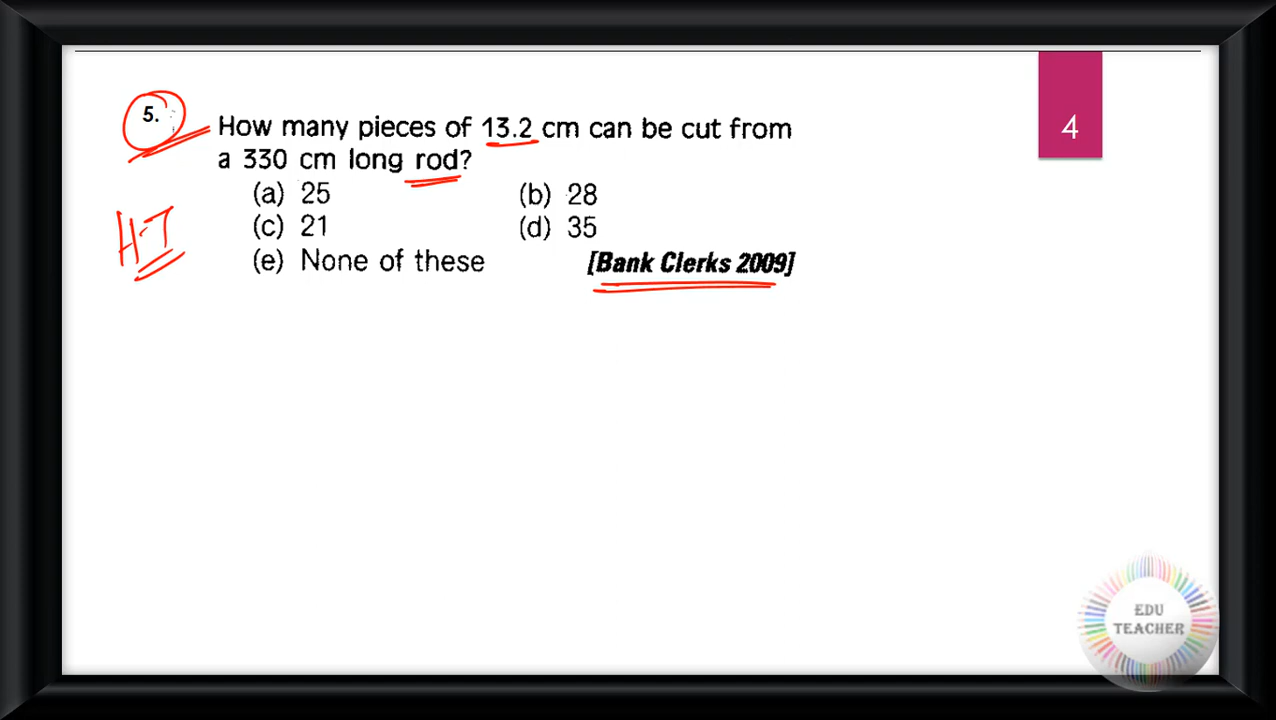 4
5.
How many pieces of 13.2 cm can be cut from
a 330 cm long rod?
(a) 25 (b) 28
(c) 21 (d) 35
(e) None of these [Bank Clerks 2009]
H.T
EDU
TEACHER